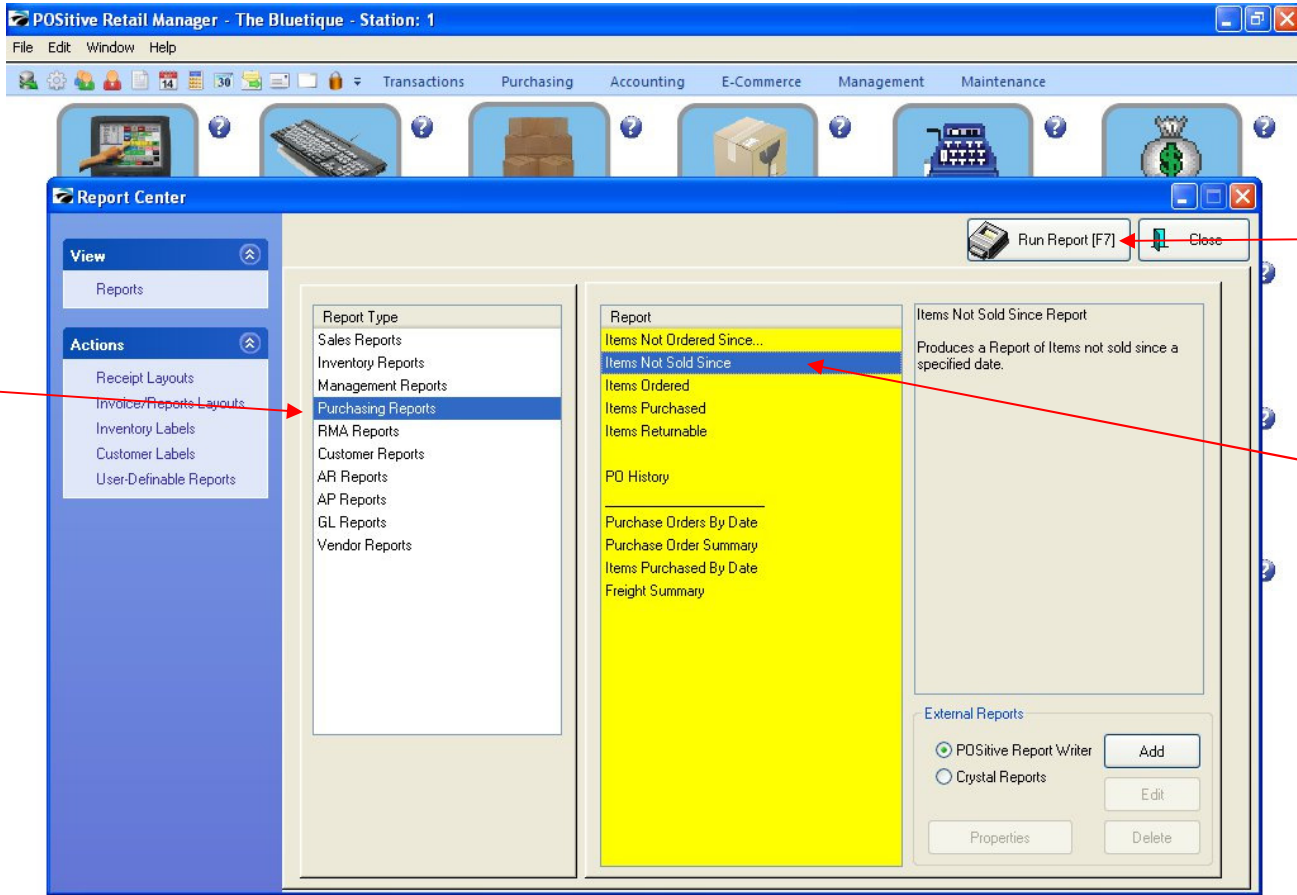 POSitive Retail Manager - The Bluetique - Station: 1
File Edit Window Help
14 30 Transactions Purchasing Accounting E-Commerce Management Maintenance
Report Center
Run Report [F7] Close
View
Reports
Actions
Receipt Layouts
Invoice/Reports Layouts
Inventory Labels
Customer Labels
User-Definable Reports
Report Type
Sales Reports
Inventory Reports
Management Reports
Purchasing Reports
RMA Reports
Customer Reports
AR Reports
AP Reports
GL Reports
Vendor Reports
Report
Items Not Ordered Since...
Items Not Sold Since
Items Ordered
Items Purchased
Items Returnable
PO History
Purchase Orders By Date
Purchase Order Summary
Items Purchased By Date
Freight Summary
Items Not Sold Since Report
Produces a Report of Items not sold since a
specified date.
External Reports
POSitive Report Writer Add
Crystal Reports
Edit
Properties Delete